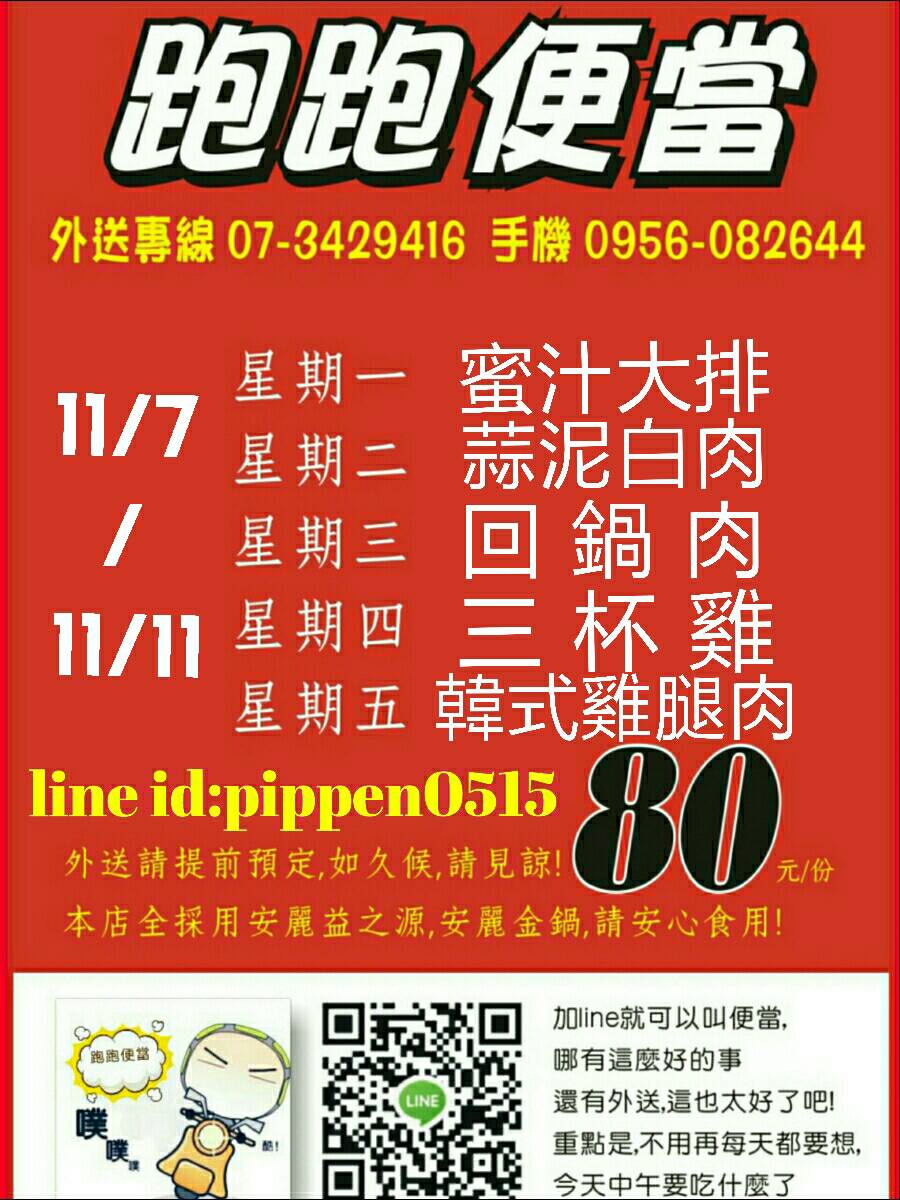 跑跑便當
外送專線 07-3429416 手機 0956-082644
11/7
/
11/11
星期一 蜜汁大排
星期二 蒜泥白肉
星期三 回鍋肉
星期四 三杯雞
星期五 韓式雞腿肉
line id:pippen0515
80元/份
外送請提前預定,如久候,請見諒!
本店全採用安麗益之源,安麗金鍋,請安心食用!
跑跑便當
噗
噗
噗
酷!
LINE
加line就可以叫便當,
哪有這麼好的事
還有外送,這也太好了吧!
重點是,不用再每天都要想,
今天中午要吃什麼了